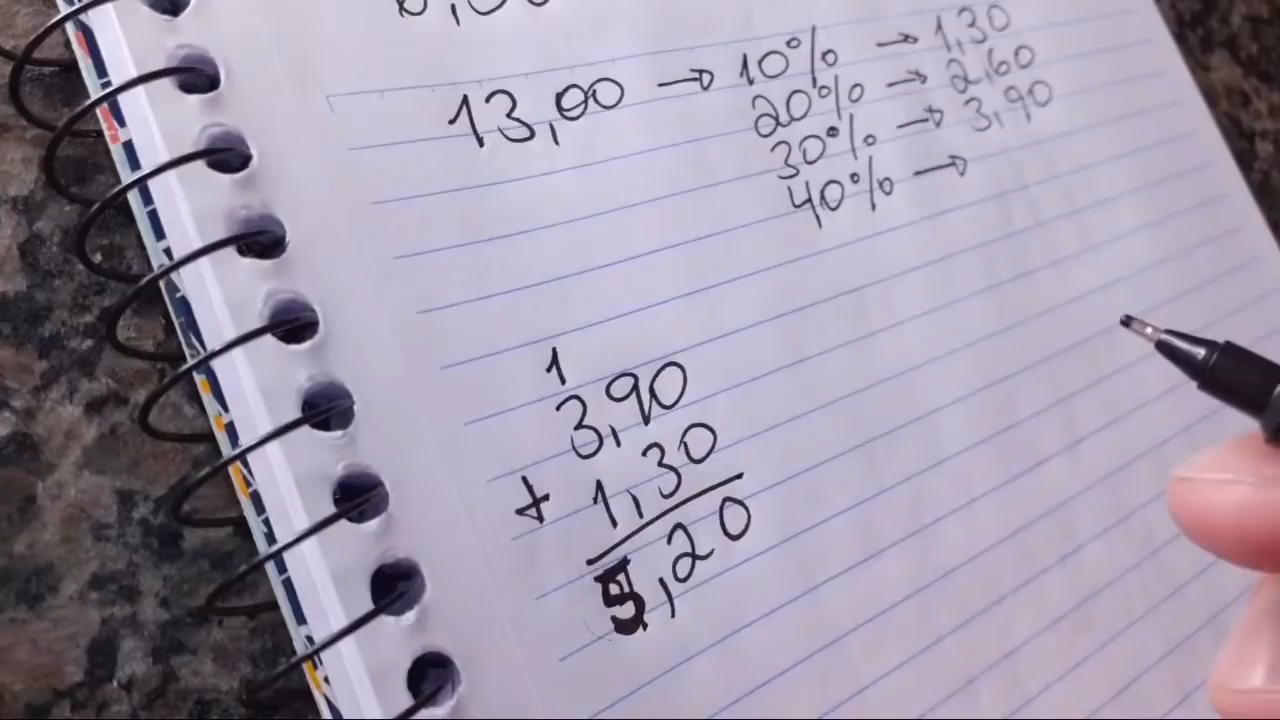 13,00 → 10% → 1,30
20% → 2,60
30% → 3,90
40% →
1
3,90
+ 1,30
5,20